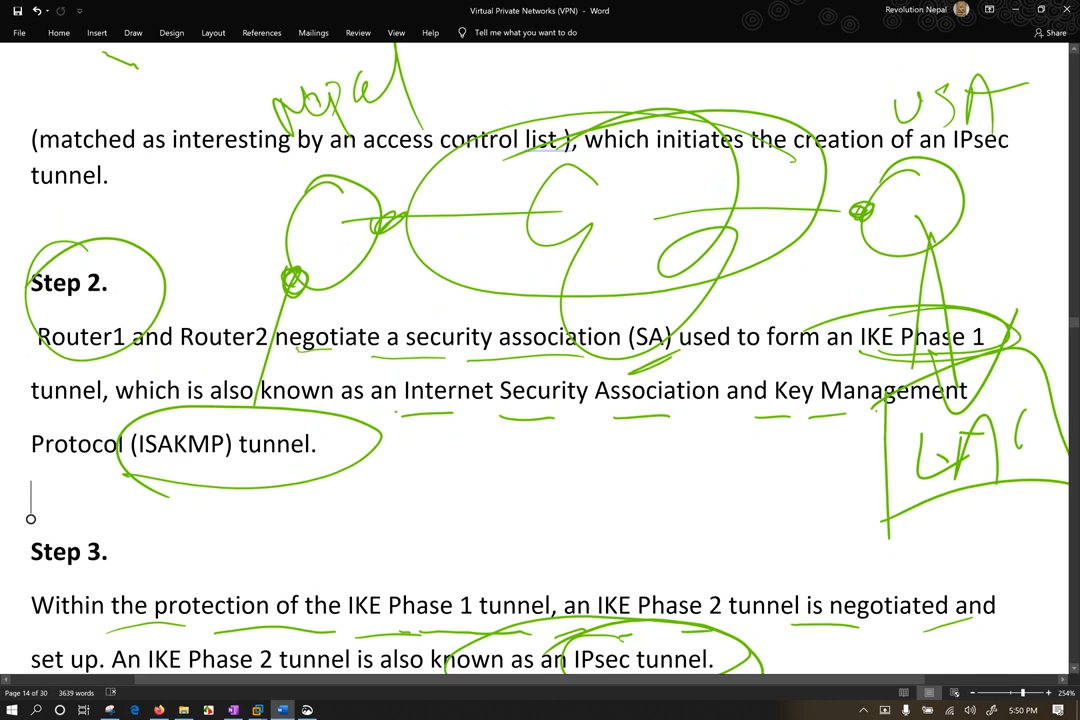 Virtual Private Networks (VPN) - Word
Revolution Nepal
File Home Insert Draw Design Layout References Mailings Review View Help Tell me what you want to do Share
Nepal
USA
(matched as interesting by an access control list ), which initiates the creation of an IPsec
tunnel.
Step 2.
Router1 and Router2 negotiate a security association (SA) used to form an IKE Phase 1
tunnel, which is also known as an Internet Security Association and Key Management
Protocol (ISAKMP) tunnel.
Step 3.
Within the protection of the IKE Phase 1 tunnel, an IKE Phase 2 tunnel is negotiated and
set up. An IKE Phase 2 tunnel is also known as an IPsec tunnel.
Page 14 of 30 3639 words 254%
5:50 PM